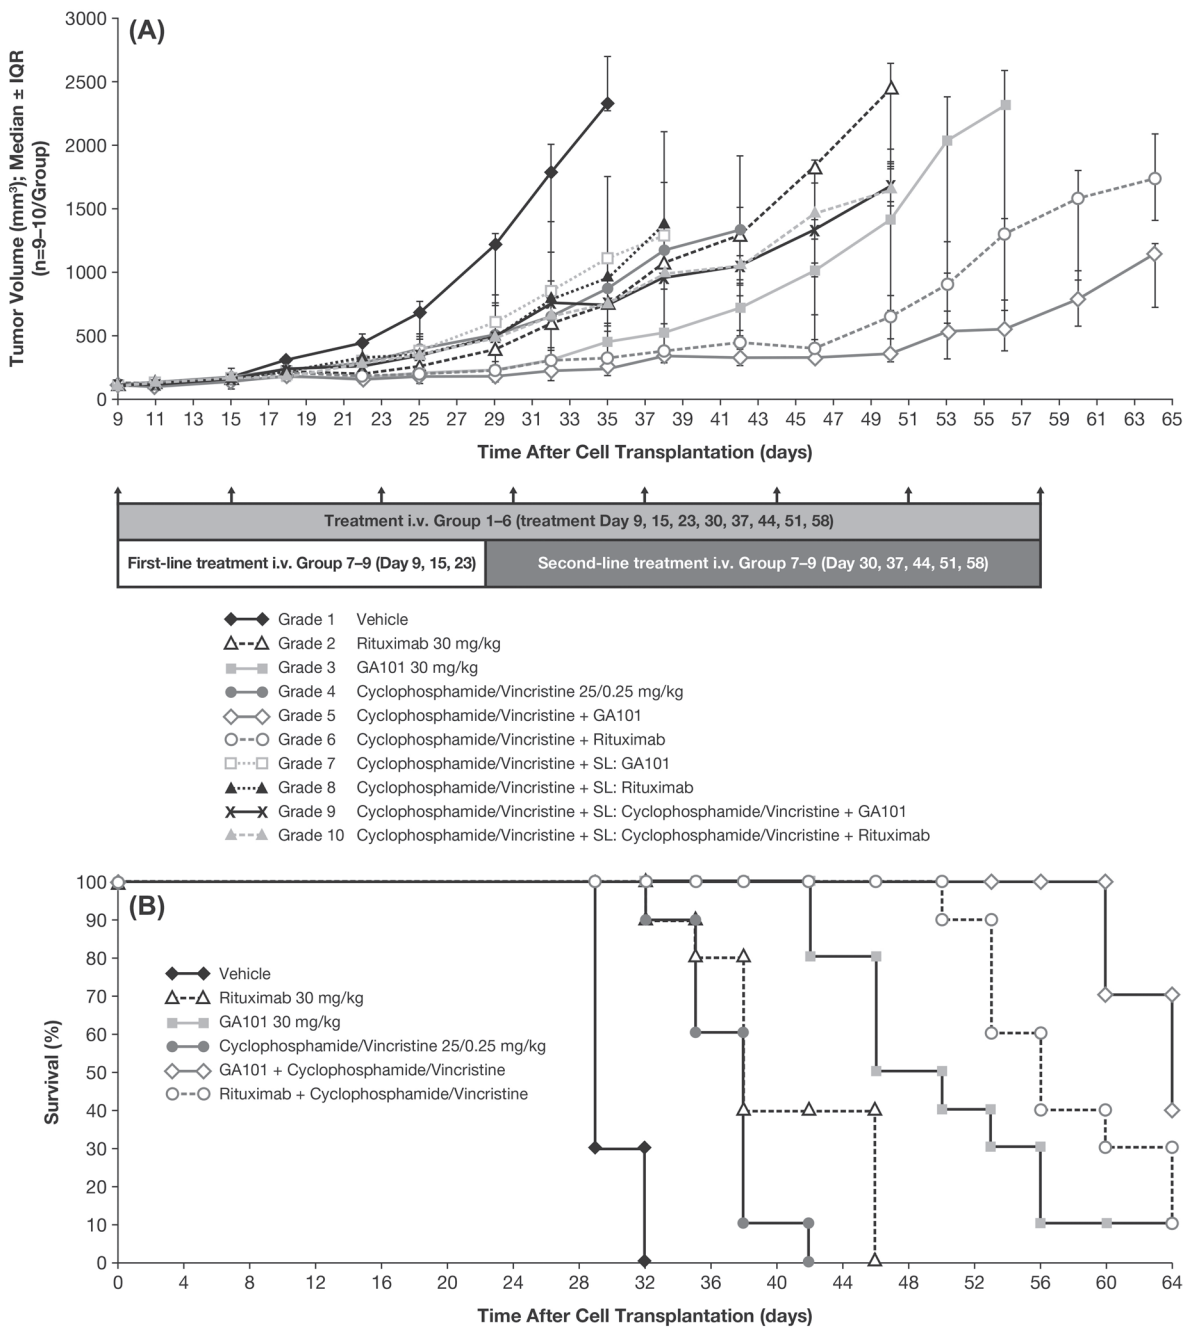 (A)
Tumor Volume (mm³); Median ± IQR
(n=9–10/Group)
3000
2500
2000
1500
1000
500
0
9 11 13 15 17 19 21 23 25 27 29 31 33 35 37 39 41 43 45 47 49 51 53 55 57 59 61 63 65
Time After Cell Transplantation (days)
Treatment i.v. Group 1–6 (treatment Day 9, 15, 23, 30, 37, 44, 51, 58)
First-line treatment i.v. Group 7–9 (Day 9, 15, 23)
Second-line treatment i.v. Group 7–9 (Day 30, 37, 44, 51, 58)
Grade 1 Vehicle
Grade 2 Rituximab 30 mg/kg
Grade 3 GA101 30 mg/kg
Grade 4 Cyclophosphamide/Vincristine 25/0.25 mg/kg
Grade 5 Cyclophosphamide/Vincristine + GA101
Grade 6 Cyclophosphamide/Vincristine + Rituximab
Grade 7 Cyclophosphamide/Vincristine + SL: GA101
Grade 8 Cyclophosphamide/Vincristine + SL: Rituximab
Grade 9 Cyclophosphamide/Vincristine + SL: Cyclophosphamide/Vincristine + GA101
Grade 10 Cyclophosphamide/Vincristine + SL: Cyclophosphamide/Vincristine + Rituximab
(B)
Survival (%)
100
90
80
70
60
50
40
30
20
10
0
Vehicle
Rituximab 30 mg/kg
GA101 30 mg/kg
Cyclophosphamide/Vincristine 25/0.25 mg/kg
GA101 + Cyclophosphamide/Vincristine
Rituximab + Cyclophosphamide/Vincristine
0 4 8 12 16 20 24 28 32 36 40 44 48 52 56 60 64
Time After Cell Transplantation (days)